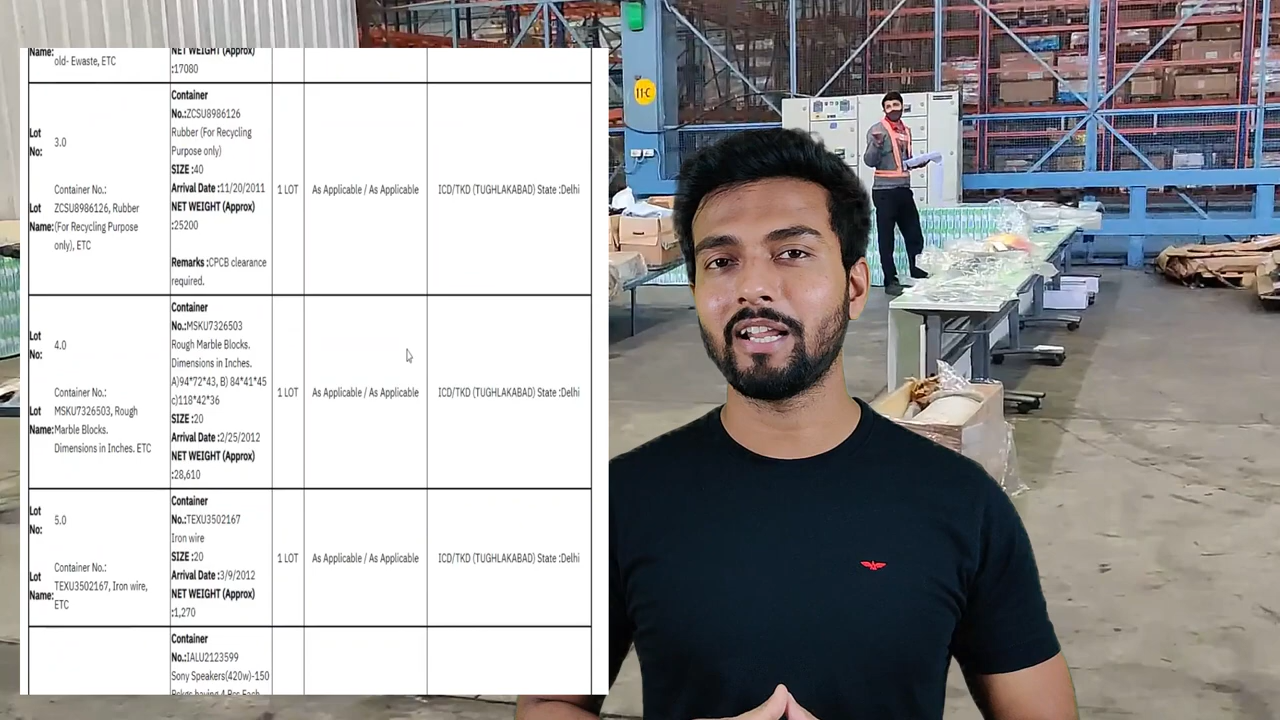 Name:
old- Ewaste, ETC
NET WEIGHT (Approx)
:17080
Lot
No:
3.0
Lot
Name:
Container No.:
ZCSU8986126, Rubber
(For Recycling Purpose
only), ETC
Container
No.:ZCSU8986126
Rubber (For Recycling
Purpose only)
SIZE :40
Arrival Date :11/20/2011
NET WEIGHT (Approx)
:25200
Remarks :CPCB clearance
required.
1 LOT
As Applicable / As Applicable
ICD/TKD (TUGHLAKABAD) State :Delhi
Lot
No:
4.0
Lot
Name:
Container No.:
MSKU7326503, Rough
Marble Blocks.
Dimensions in Inches. ETC
Container
No.:MSKU7326503
Rough Marble Blocks.
Dimensions in Inches.
A)94*72*43, B) 84*41*45
c)118*42*36
SIZE :20
Arrival Date :2/25/2012
NET WEIGHT (Approx)
:28,610
1 LOT
As Applicable / As Applicable
ICD/TKD (TUGHLAKABAD) State :Delhi
Lot
No:
5.0
Lot
Name:
Container No.:
TEXU3502167, Iron wire,
ETC
Container
No.:TEXU3502167
Iron wire
SIZE :20
Arrival Date :3/9/2012
NET WEIGHT (Approx)
:1,270
1 LOT
As Applicable / As Applicable
ICD/TKD (TUGHLAKABAD) State :Delhi
Container
No.:IALU2123599
Sony Speakers(420w)-150
Pckgs having 4 Pcs Each
11-C